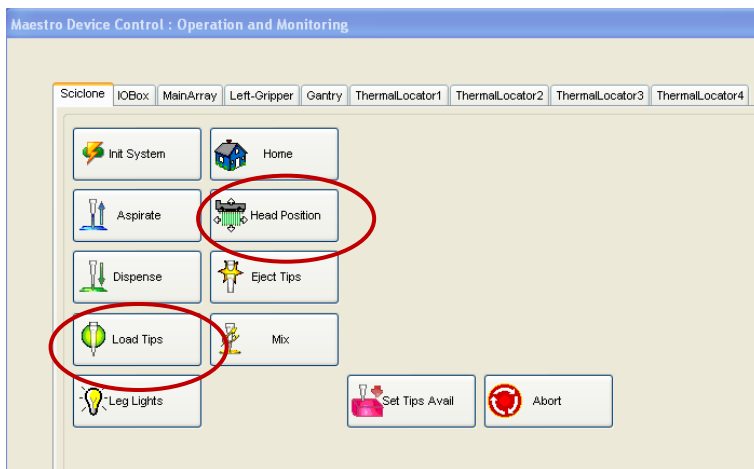 Maestro Device Control : Operation and Monitoring
Sciclone IOBox MainArray Left-Gripper Gantry ThermalLocator1 ThermalLocator2 ThermalLocator3 ThermalLocator4
Init System Home
Aspirate Head Position
Dispense Eject Tips
Load Tips Mix
Leg Lights Set Tips Avail Abort